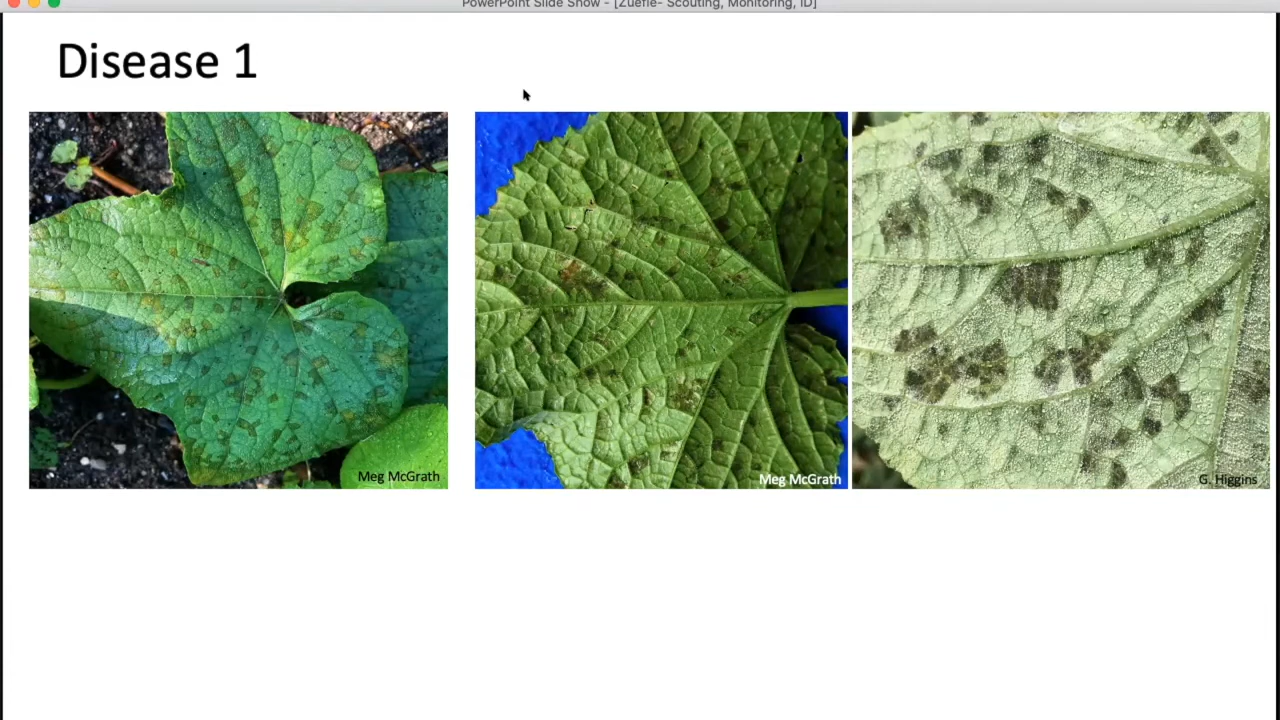 PowerPoint Slide Show - [Zuefle- Scouting, Monitoring, ID]
Disease 1
Meg McGrath
Meg McGrath
G. Higgins